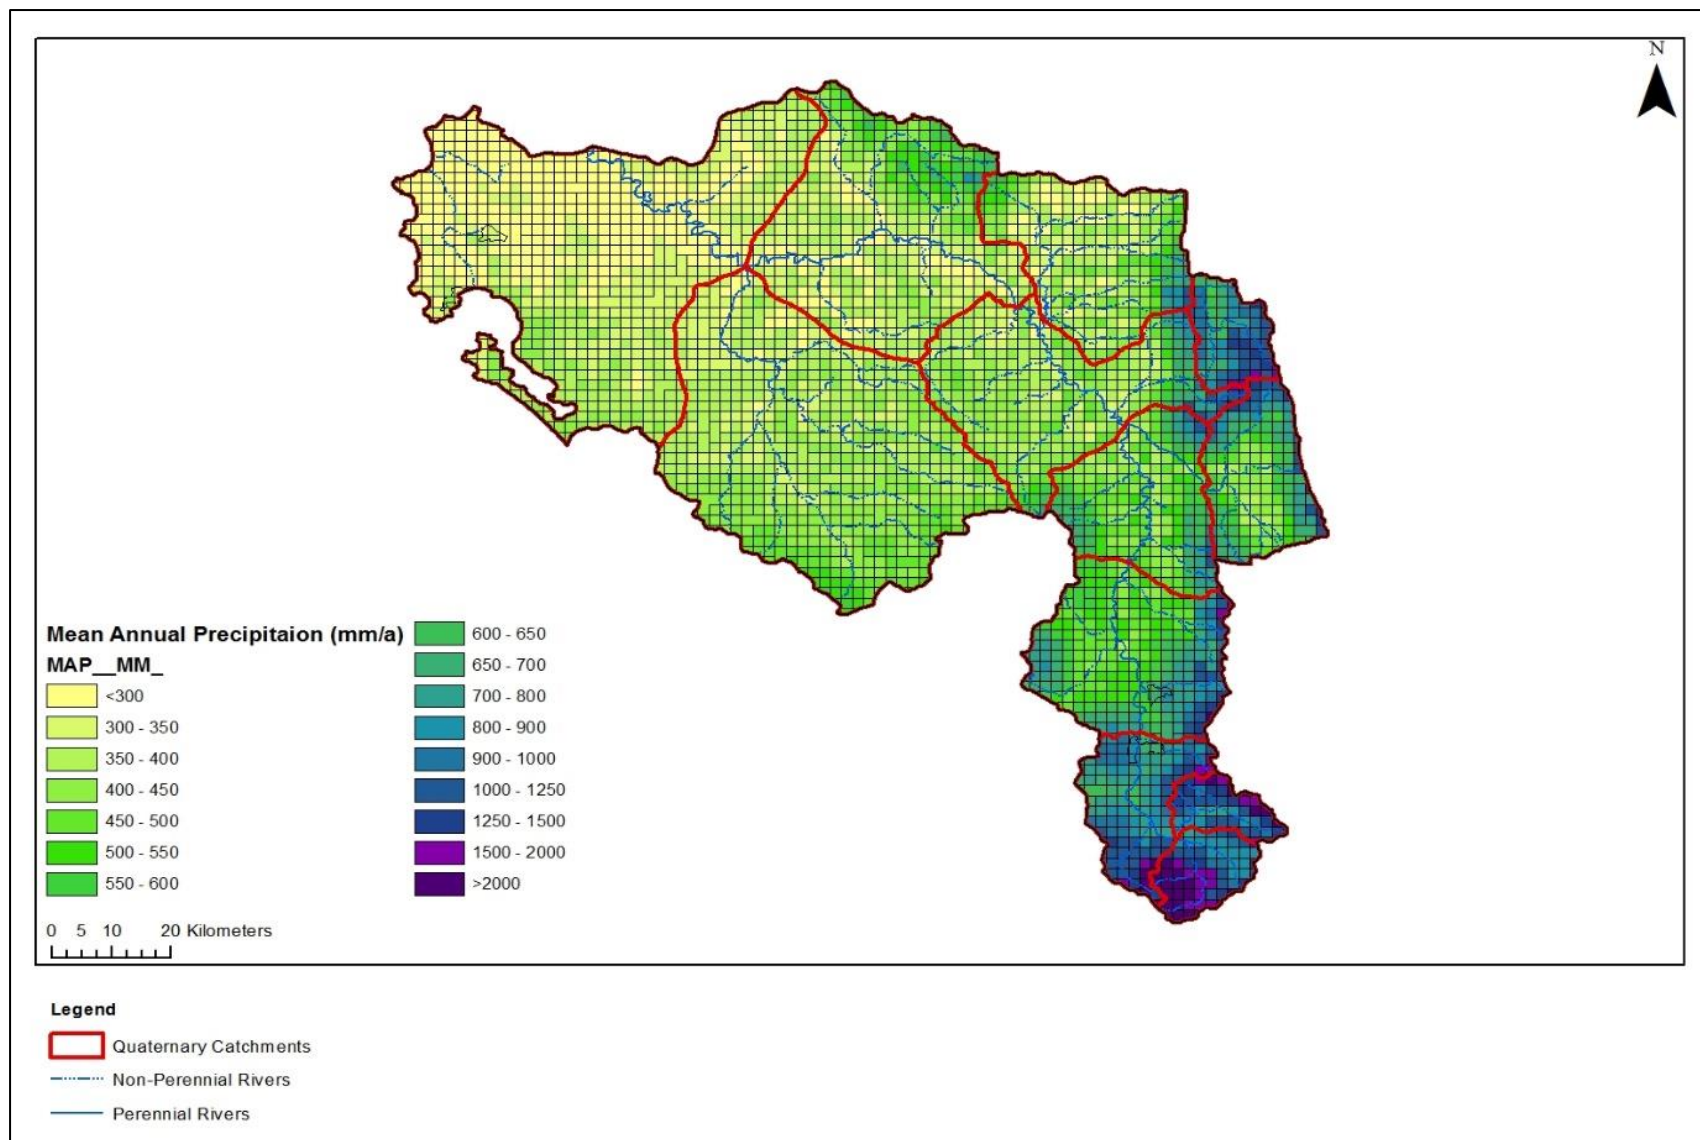 N
Mean Annual Precipitaion (mm/a)
MAP__MM_
<300
300 - 350
350 - 400
400 - 450
450 - 500
500 - 550
550 - 600
600 - 650
650 - 700
700 - 800
800 - 900
900 - 1000
1000 - 1250
1250 - 1500
1500 - 2000
>2000
0 5 10 20 Kilometers
Legend
Quaternary Catchments
Non-Perennial Rivers
Perennial Rivers